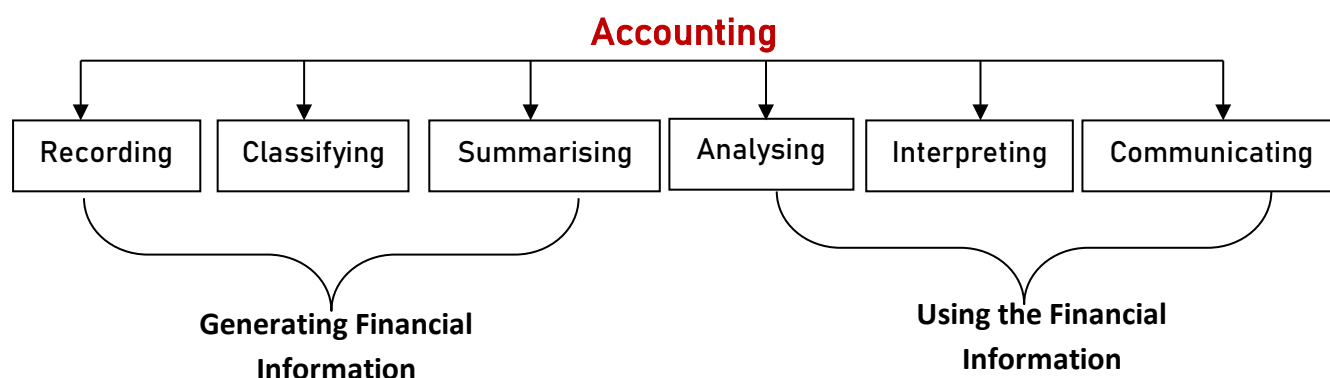 Accounting
Recording
Classifying
Summarising
Analysing
Interpreting
Communicating
Generating Financial
Information
Using the Financial
Information